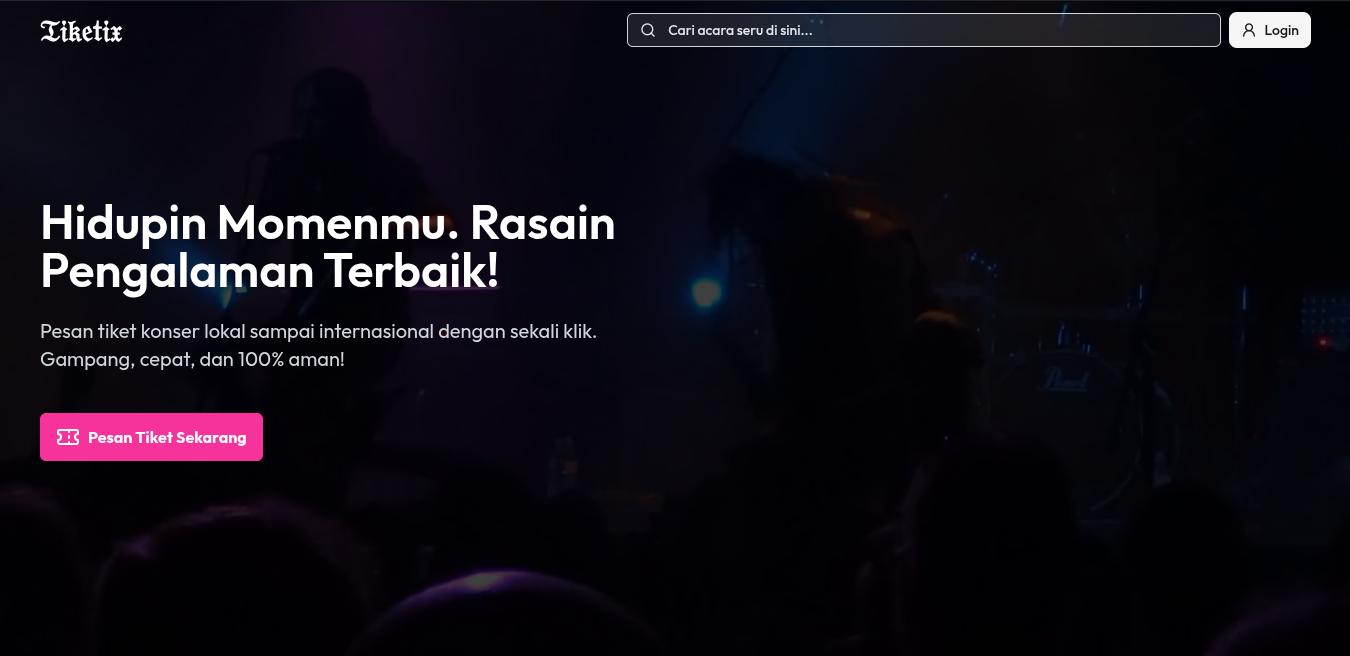 Tiketix
Cari acara seru di sini...
Login
Hidupin Momenmu. Rasain
Pengalaman Terbaik!
Pesan tiket konser lokal sampai internasional dengan sekali klik.
Gampang, cepat, dan 100% aman!
Pesan Tiket Sekarang
Pearl